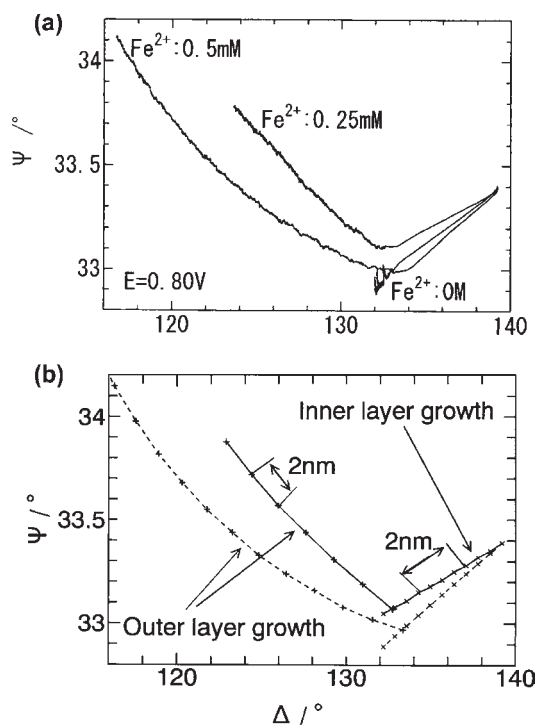 (a)
Fe²⁺:0.5mM
Fe²⁺:0.25mM
Fe²⁺:0M
E=0.80V
Ψ /°
34
33.5
33
120
130
140
(b)
Inner layer growth
2nm
2nm
Outer layer growth
Ψ /°
34
33.5
33
120
130
140
Δ /°